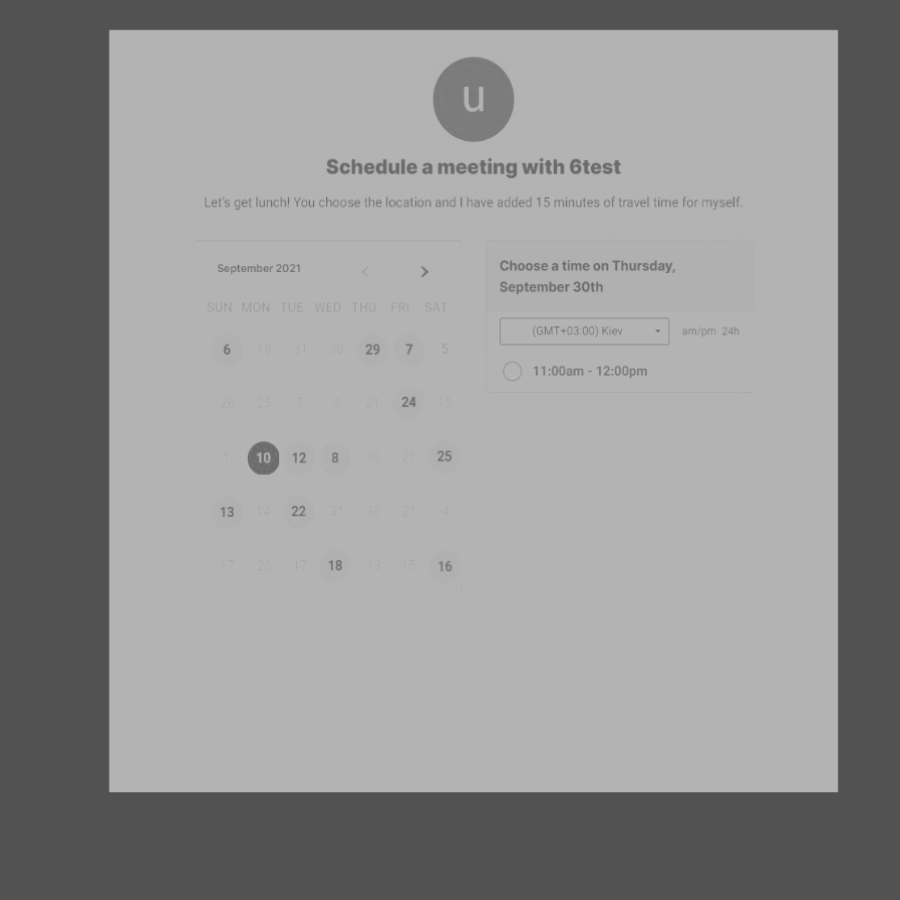 u
Schedule a meeting with 6test
Let's get lunch! You choose the location and I have added 15 minutes of travel time for myself.
September 2021
SUN MON TUE WED THU FRI SAT
6 16 31 30 29 7 5
26 25 7 3 21 24 15
1 10 12 8 30 21 25
13 14 22 31 30 21 4
17 26 17 18 13 15 16
Choose a time on Thursday,
September 30th
(GMT+03:00) Kiev am/pm 24h
11:00am - 12:00pm